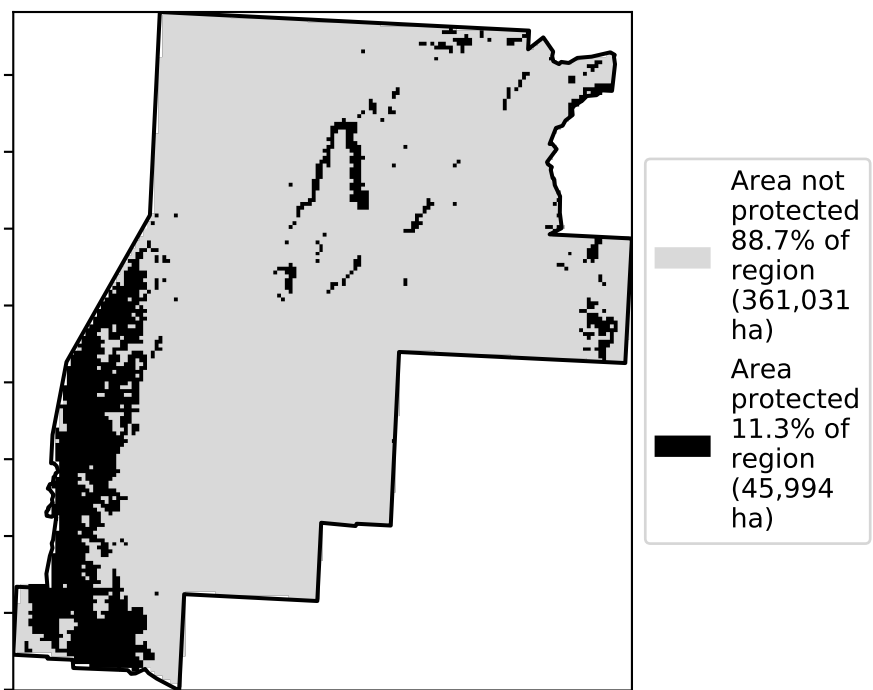 Area not
protected
88.7% of
region
(361,031
ha)
Area
protected
11.3% of
region
(45,994
ha)